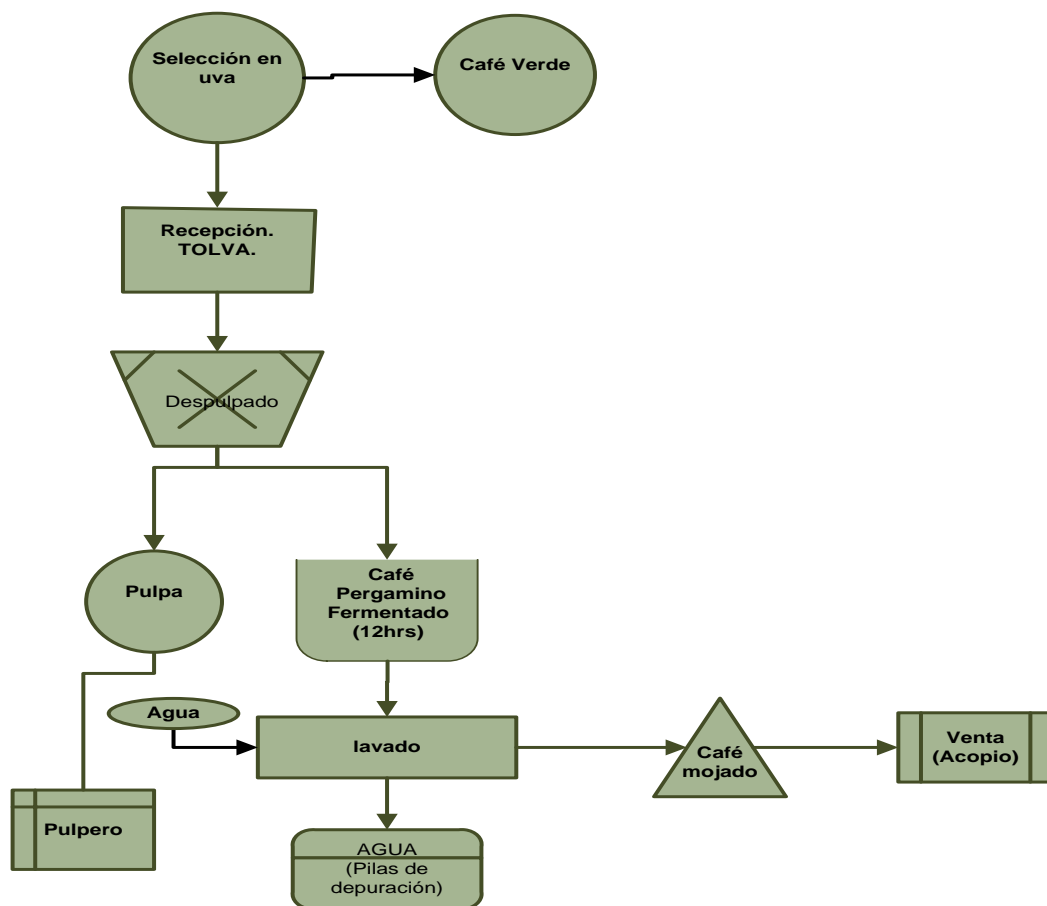 Selección en
uva
Café Verde
Recepción.
TOLVA.
Despulpado
Pulpa
Café
Pergamino
Fermentado
(12hrs)
Agua
lavado
Café
mojado
Venta
(Acopio)
Pulpero
AGUA
(Pilas de
depuración)